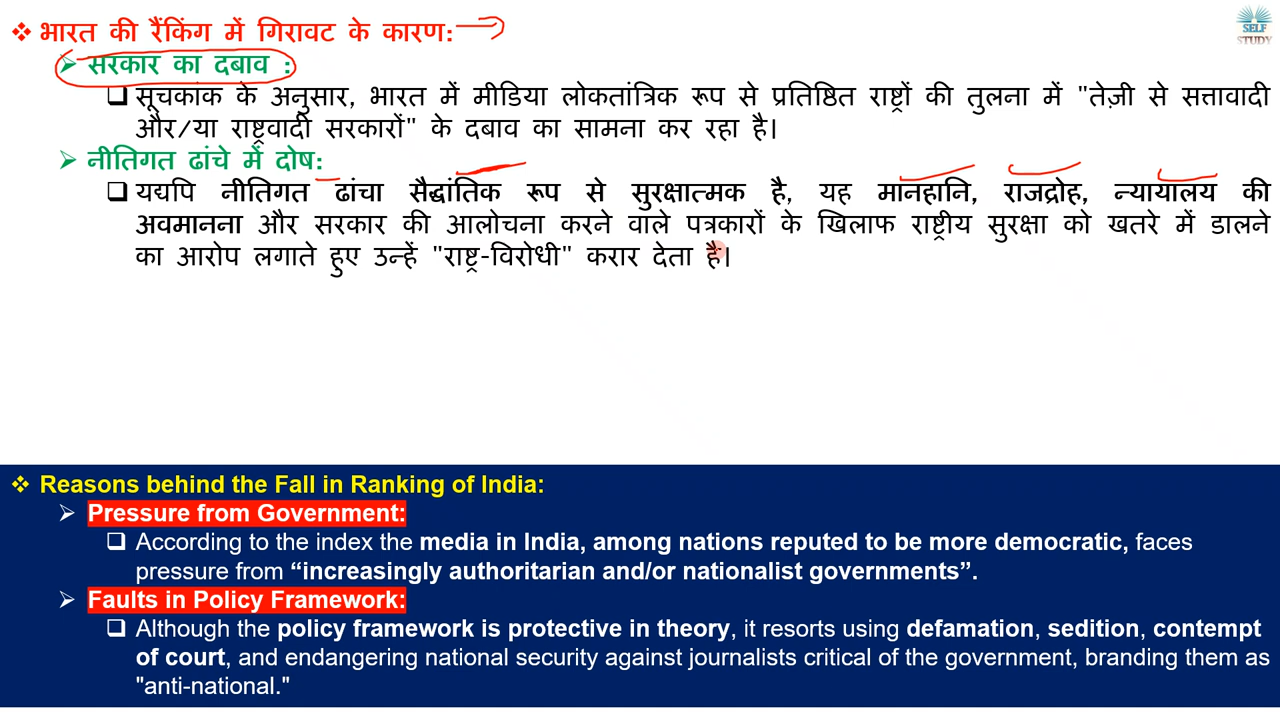 SELF
STUDY
❖ भारत की रैंकिंग में गिरावट के कारण:
➢ सरकार का दबाव :
❑ सूचकांक के अनुसार, भारत में मीडिया लोकतांत्रिक रूप से प्रतिष्ठित राष्ट्रों की तुलना में "तेज़ी से सत्तावादी
और/या राष्ट्रवादी सरकारों" के दबाव का सामना कर रहा है।
➢ नीतिगत ढांचे में दोष:
❑ यद्यपि नीतिगत ढांचा सैद्धांतिक रूप से सुरक्षात्मक है, यह मानहानि, राजद्रोह, न्यायालय की
अवमानना और सरकार की आलोचना करने वाले पत्रकारों के खिलाफ राष्ट्रीय सुरक्षा को खतरे में डालने
का आरोप लगाते हुए उन्हें "राष्ट्र-विरोधी" करार देता है।
❖ Reasons behind the Fall in Ranking of India:
➢ Pressure from Government:
❑ According to the index the media in India, among nations reputed to be more democratic, faces
pressure from “increasingly authoritarian and/or nationalist governments”.
➢ Faults in Policy Framework:
❑ Although the policy framework is protective in theory, it resorts using defamation, sedition, contempt
of court, and endangering national security against journalists critical of the government, branding them as
"anti-national."